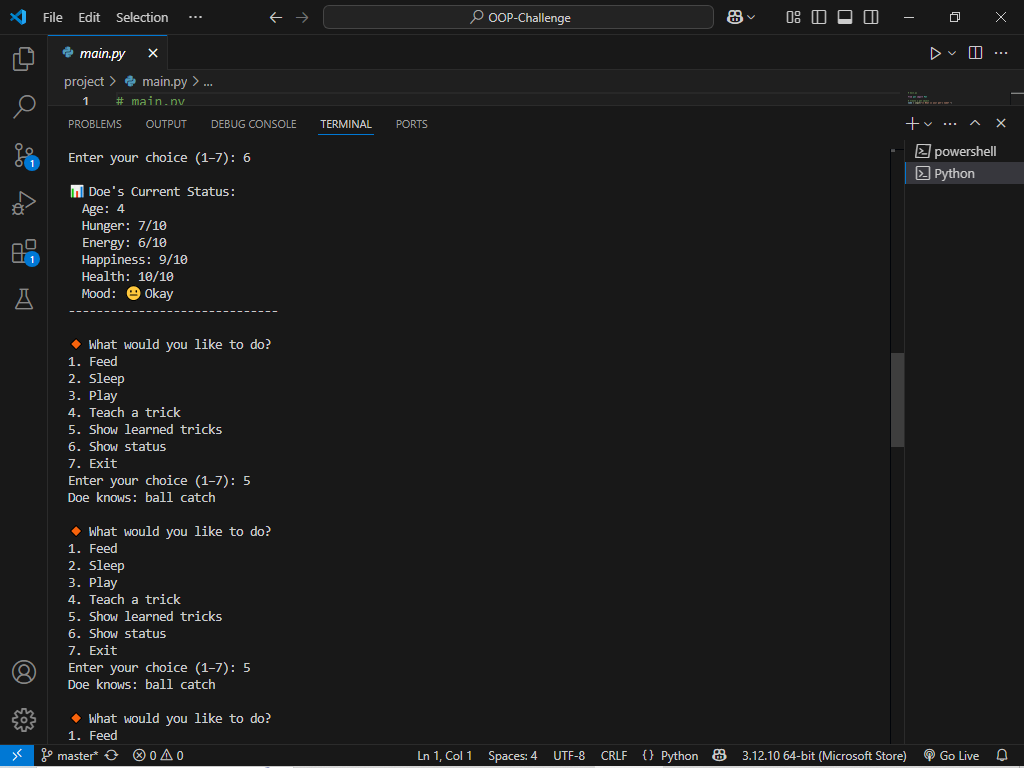 File Edit Selection ··· OOP-Challenge
main.py
project > main.py > ...
1 # main.py
PROBLEMS OUTPUT DEBUG CONSOLE TERMINAL PORTS
powershell
Python
1
1
Enter your choice (1–7): 6
📊 Doe's Current Status:
Age: 4
Hunger: 7/10
Energy: 6/10
Happiness: 9/10
Health: 10/10
Mood: 😐 Okay
------------------------------
🔸 What would you like to do?
1. Feed
2. Sleep
3. Play
4. Teach a trick
5. Show learned tricks
6. Show status
7. Exit
Enter your choice (1–7): 5
Doe knows: ball catch
🔸 What would you like to do?
1. Feed
2. Sleep
3. Play
4. Teach a trick
5. Show learned tricks
6. Show status
7. Exit
Enter your choice (1–7): 5
Doe knows: ball catch
🔸 What would you like to do?
1. Feed
master* 0 0 Ln 1, Col 1 Spaces: 4 UTF-8 CRLF {} Python 3.12.10 64-bit (Microsoft Store) Go Live